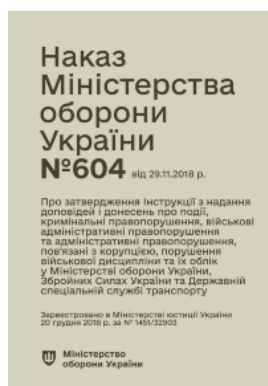 Наказ
Міністерства
оборони
України
№604 від 29.11.2018 р.
Про затвердження Інструкції з надання
доповідей і донесень про події,
кримінальні правопорушення, військові
адміністративні правопорушення
та адміністративні правопорушення,
пов'язані з корупцією, порушення
військової дисципліни та їх облік
у Міністерстві оборони України,
Збройних Силах України та Державній
спеціальній службі транспорту
Зареєстровано в Міністерстві юстиції України
20 грудня 2018 р. за № 1451/32903
Міністерство
оборони України